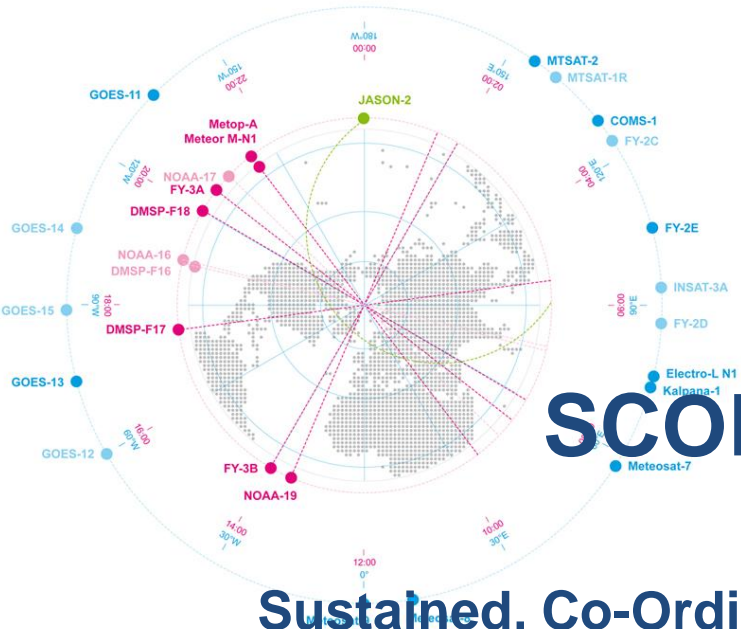 180°W
00:00
150°W
22:00
150°E
02:00
MTSAT-2
MTSAT-1R
GOES-11
JASON-2
COMS-1
FY-2C
Metop-A
Meteor M-N1
120°W
20:00
120°E
04:00
NOAA-17
FY-3A
DMSP-F18
GOES-14
FY-2E
NOAA-16
DMSP-F16
INSAT-3A
GOES-15
90°W
18:00
00:90
90°E
FY-2D
DMSP-F17
GOES-13
Electro-L N1
Kalpana-1
SCO
16:00
60°W
GOES-12
Meteosat-7
FY-3B
NOAA-19
14:00
30°W
10:00
30°E
12:00
0°
Sustained, Co-Ordi